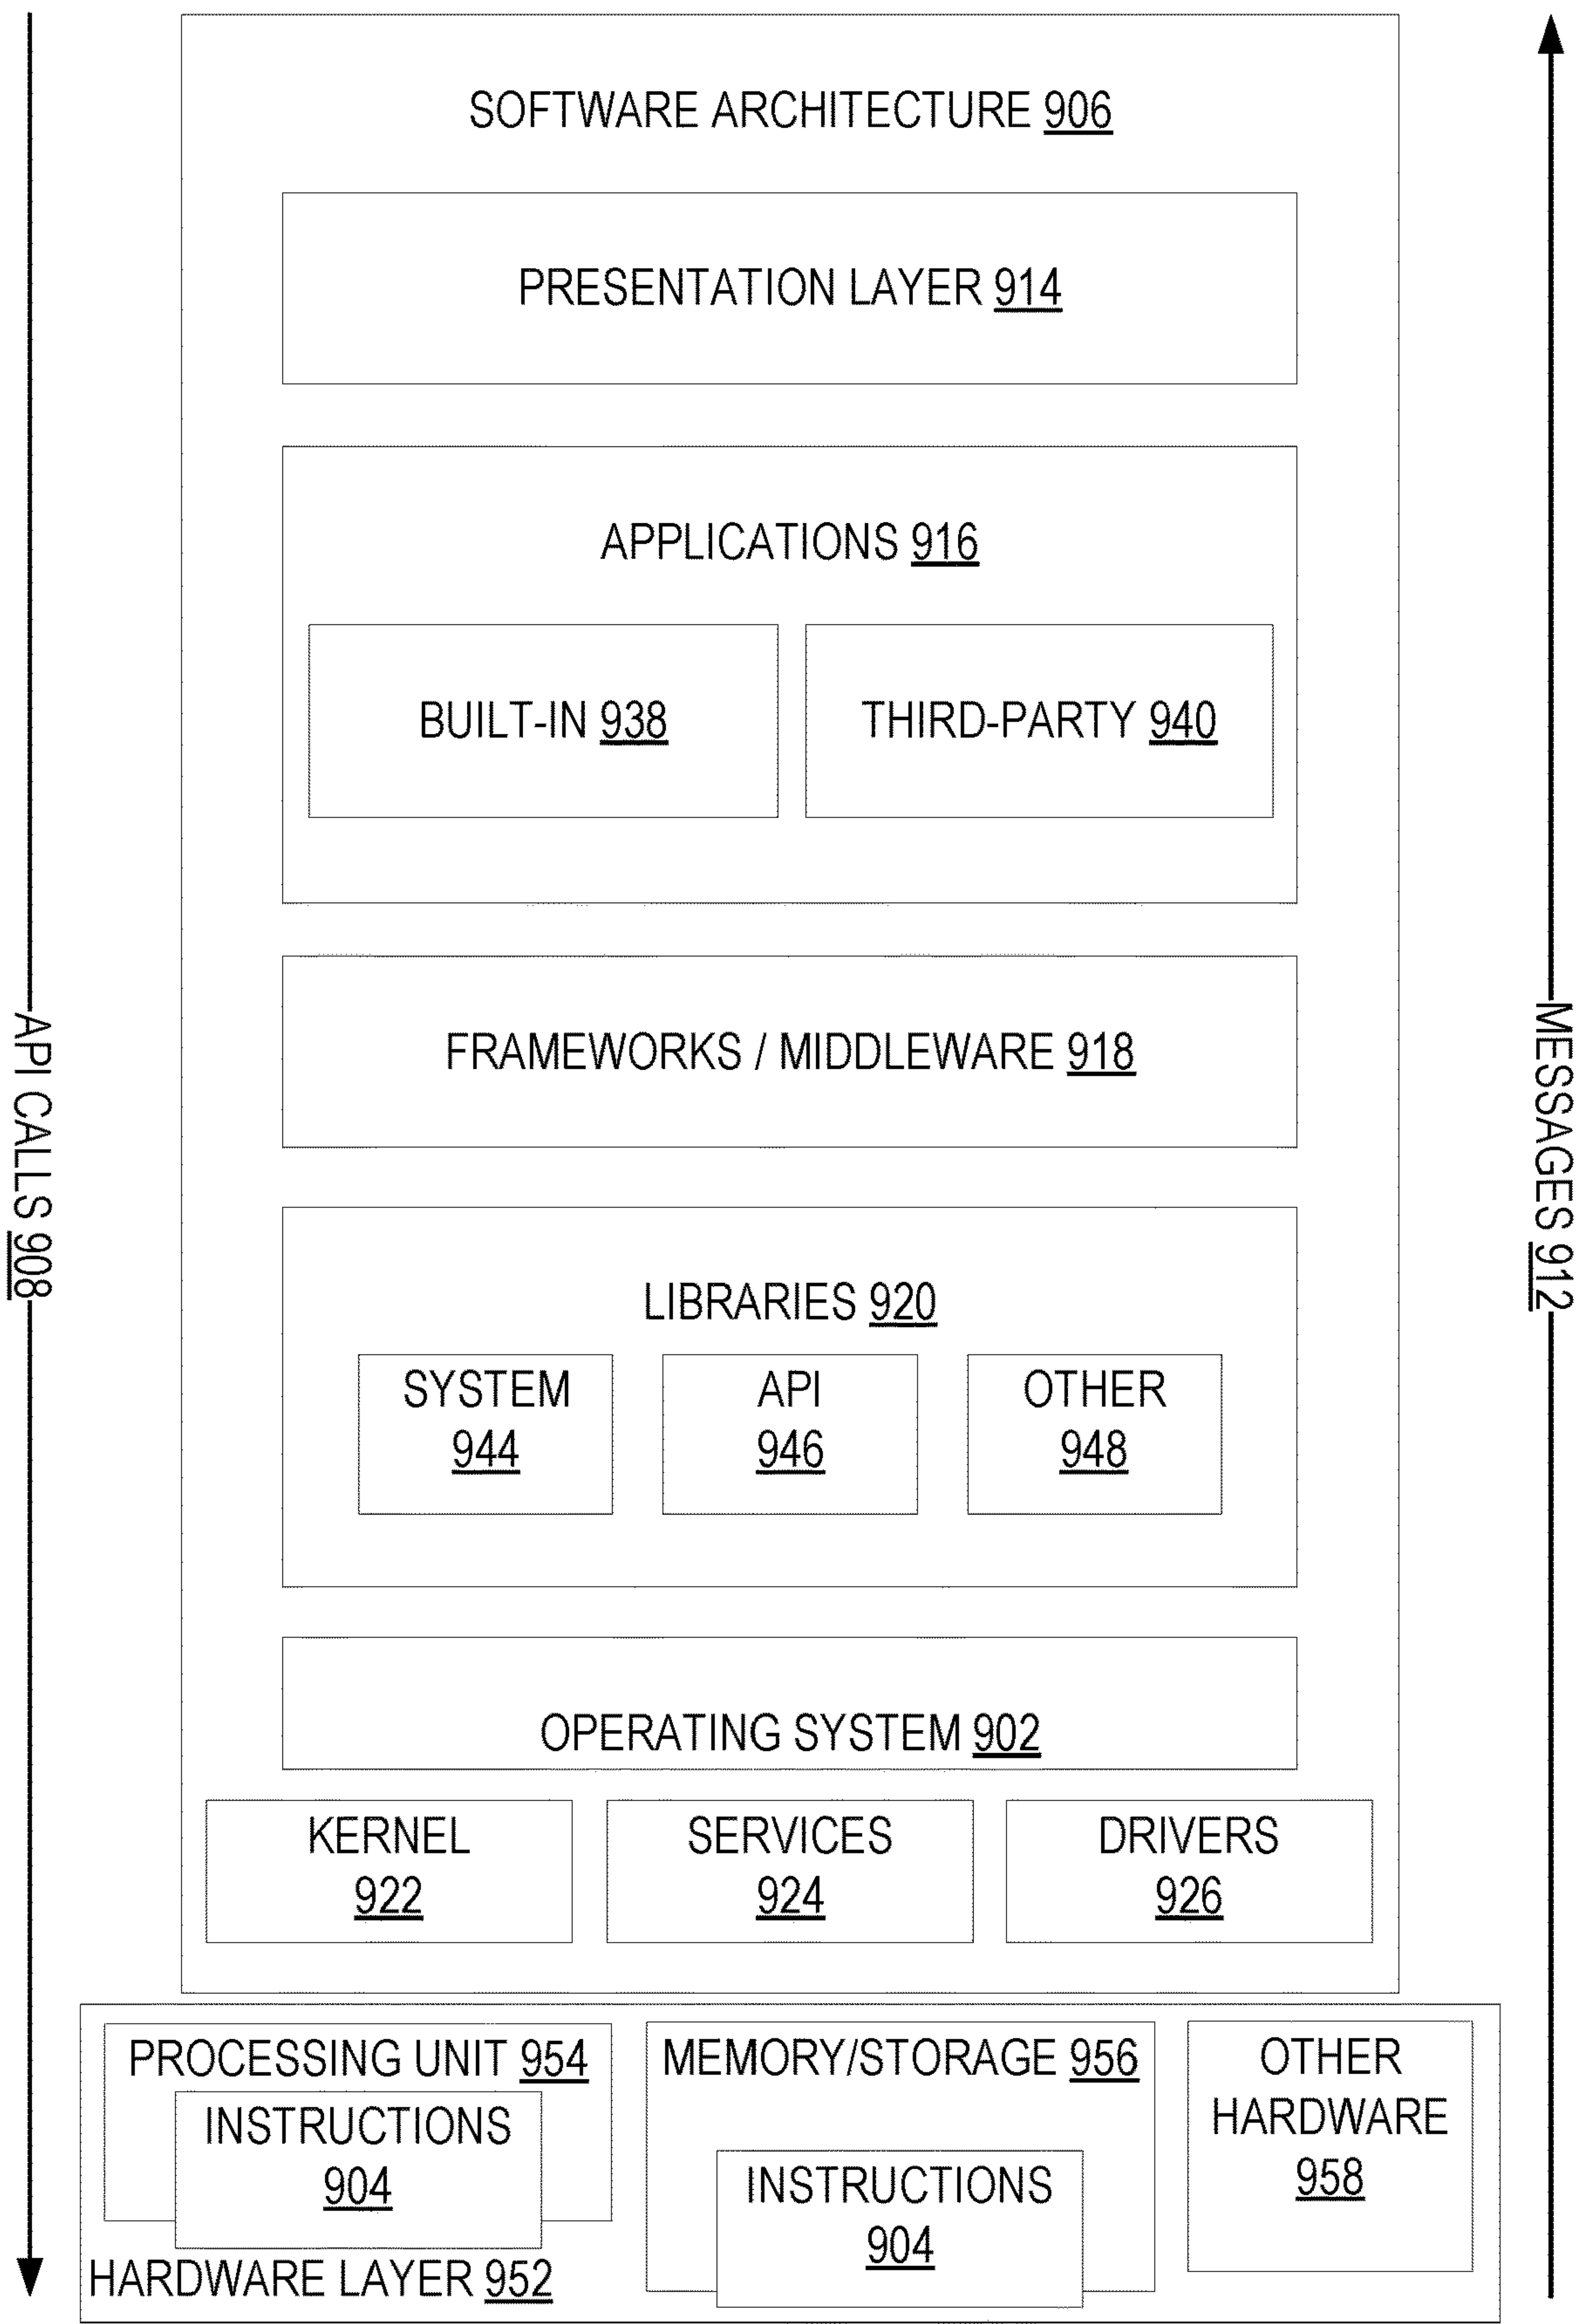 SOFTWARE ARCHITECTURE 906
PRESENTATION LAYER 914
APPLICATIONS 916
BUILT-IN 938
THIRD-PARTY 940
FRAMEWORKS / MIDDLEWARE 918
API CALLS 908
MESSAGES 912
LIBRARIES 920
SYSTEM
944
API
946
OTHER
948
OPERATING SYSTEM 902
KERNEL
922
SERVICES
924
DRIVERS
926
PROCESSING UNIT 954
INSTRUCTIONS
904
MEMORY/STORAGE 956
INSTRUCTIONS
904
OTHER
HARDWARE
958
HARDWARE LAYER 952